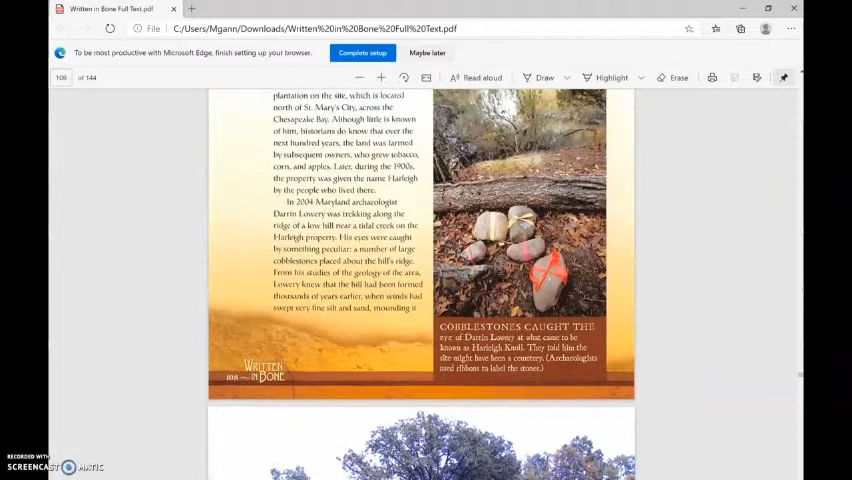 Written in Bone Full Text.pdf
File C:/Users/Mgann/Downloads/Written%20in%20Bone%20Full%20Text.pdf
To be most productive with Microsoft Edge, finish setting up your browser. Complete setup Maybe later
108 of 144 Read aloud Draw Highlight Erase
plantation on the site, which is located
north of St. Mary's City, across the
Chesapeake Bay. Although little is known
of him, historians do know that over the
next hundred years, the land was farmed
by subsequent owners, who grew tobacco,
corn, and apples. Later, during the 1900s,
the property was given the name Harleigh
by the people who lived there.
In 2004 Maryland archaeologist
Darrin Lowery was trekking along the
ridge of a low hill near a tidal creek on the
Harleigh property. His eyes were caught
by something peculiar: a number of large
cobblestones placed about the hill's ridge.
From his studies of the geology of the area,
Lowery knew that the hill had been formed
thousands of years earlier, when winds had
swept very fine silt and sand, mounding it
COBBLESTONES CAUGHT THE
eye of Darrin Lowery at what came to be
known as Harleigh Knoll. They told him the
site might have been a cemetery. (Archaeologists
used ribbons to label the stones.)
WRITTEN
108 IN BONE
RECORDED WITH
SCREENCAST MATIC